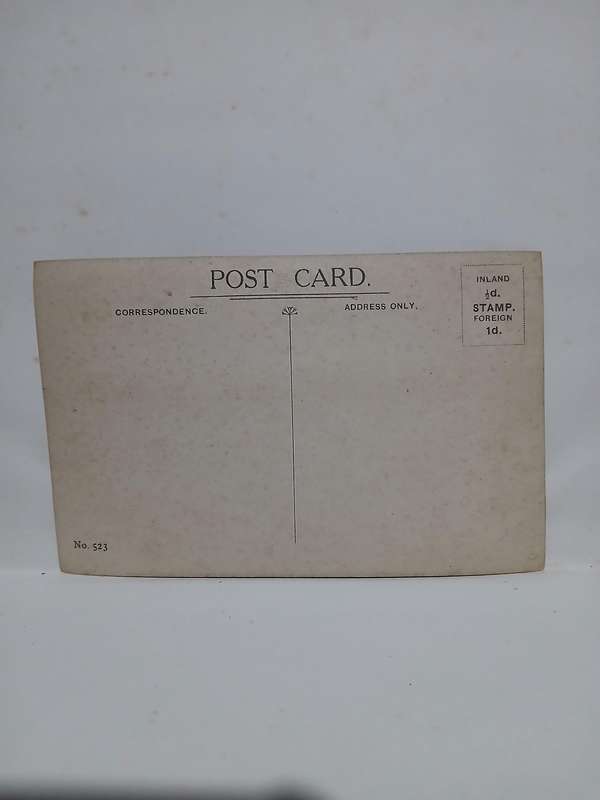 POST CARD.
CORRESPONDENCE.
ADDRESS ONLY.
INLAND
½d.
STAMP.
FOREIGN
1d.
No. 523